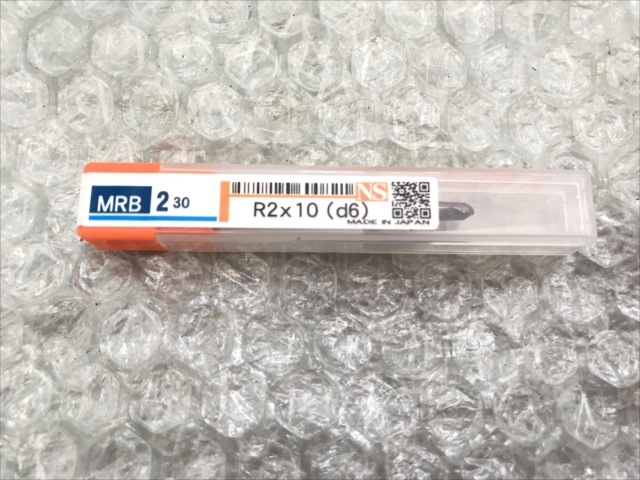 MRB 2 30
NS
R2×10 (d6)
MADE IN JAPAN